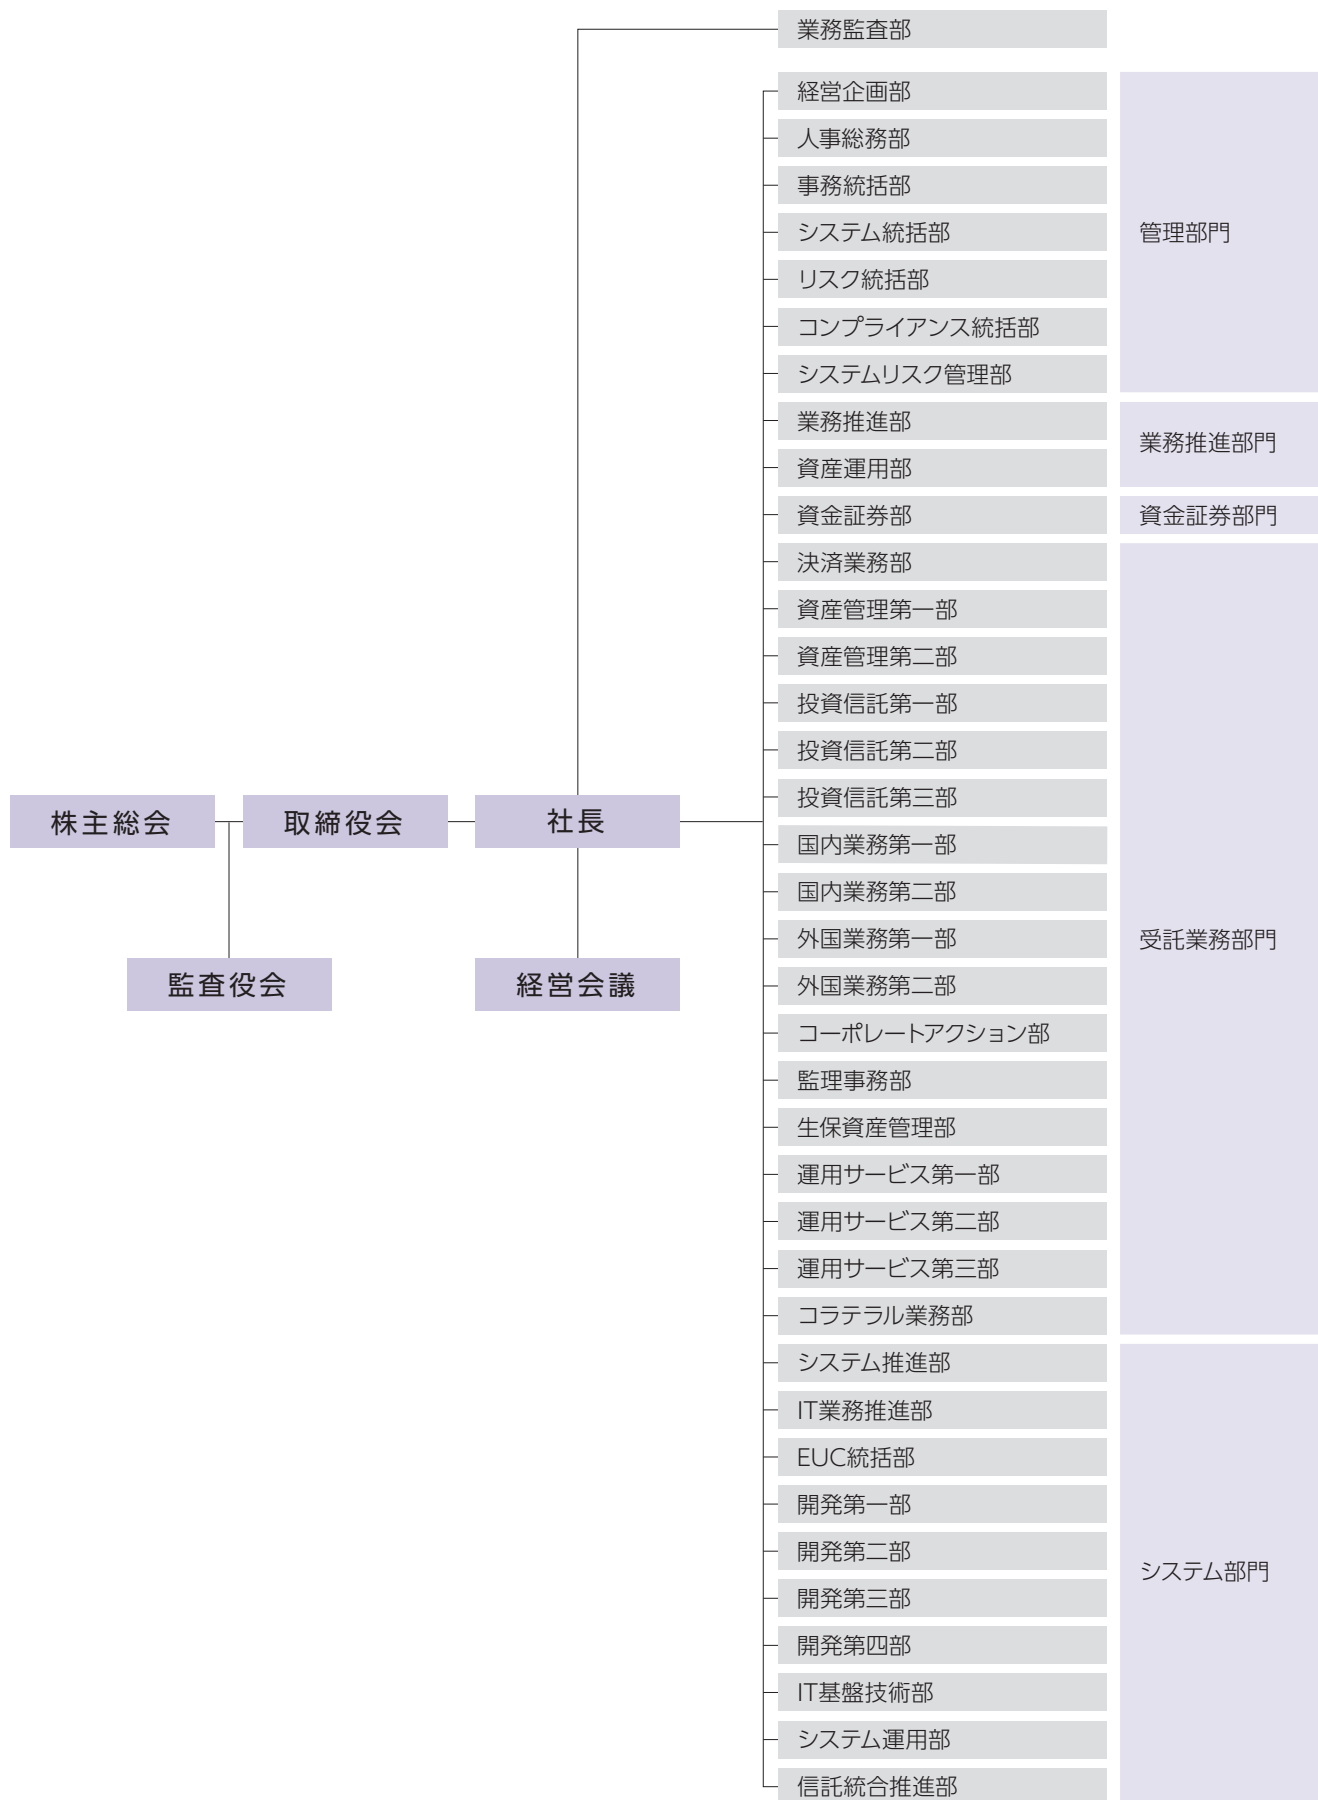 業務監査部
経営企画部
人事総務部
事務統括部
システム統括部
リスク統括部
コンプライアンス統括部
システムリスク管理部
管理部門
業務推進部
資産運用部
業務推進部門
資金証券部
資金証券部門
決済業務部
資産管理第一部
資産管理第二部
投資信託第一部
投資信託第二部
投資信託第三部
国内業務第一部
国内業務第二部
外国業務第一部
外国業務第二部
コーポレートアクション部
監理事務部
生保資産管理部
運用サービス第一部
運用サービス第二部
運用サービス第三部
コラテラル業務部
受託業務部門
システム推進部
IT業務推進部
EUC統括部
開発第一部
開発第二部
開発第三部
開発第四部
IT基盤技術部
システム運用部
信託統合推進部
システム部門
株主総会
取締役会
社長
監査役会
経営会議